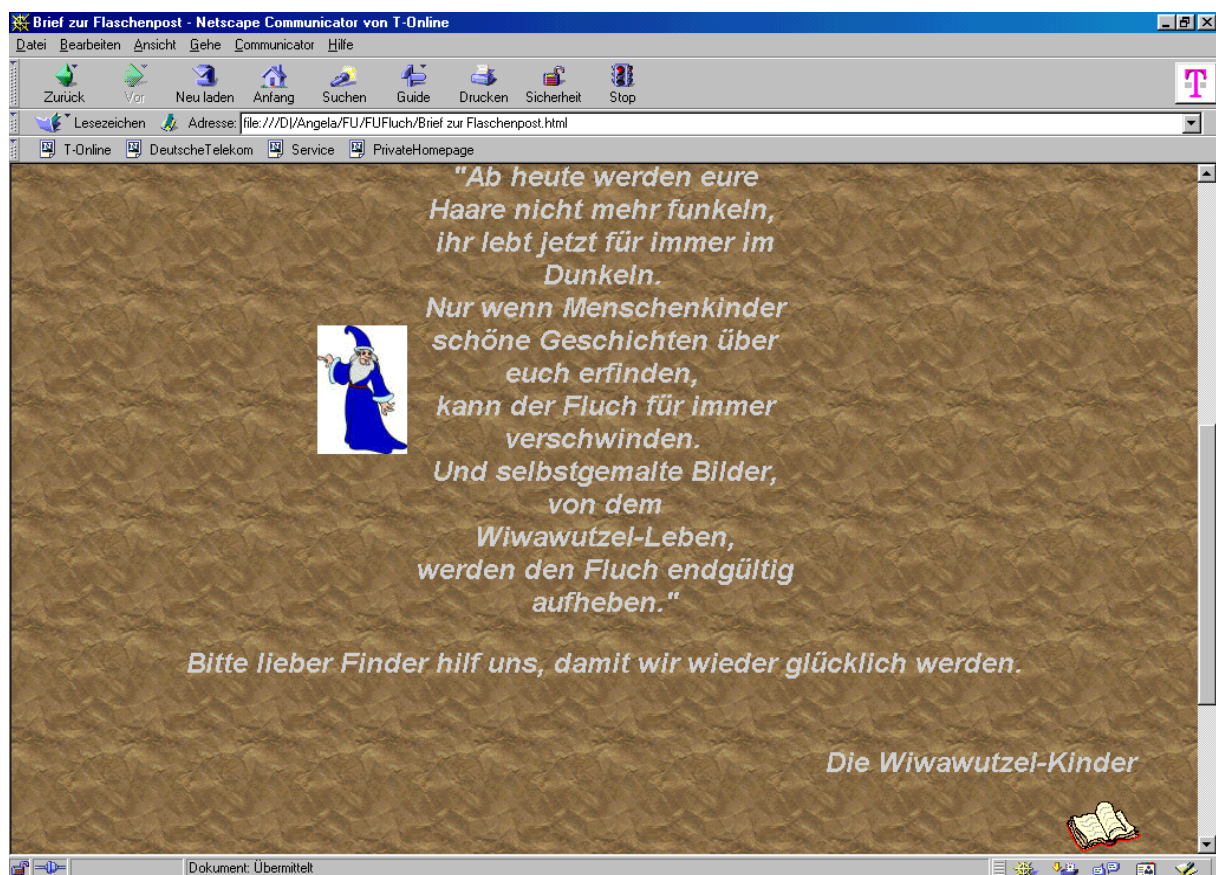 Brief zur Flaschenpost - Netscape Communicator von T-Online
Datei Bearbeiten Ansicht Gehe Communicator Hilfe
Zurück Vor Neu laden Anfang Suchen Guide Drucken Sicherheit Stop
T
Lesezeichen Adresse: file:///D|/Angela/FU/FUFluch/Brief zur Flaschenpost.html
T-Online DeutscheTelekom Service PrivateHomepage
"Ab heute werden eure
Haare nicht mehr funkeln,
ihr lebt jetzt für immer im
Dunkeln.
Nur wenn Menschenkinder
schöne Geschichten über
euch erfinden,
kann der Fluch für immer
verschwinden.
Und selbstgemalte Bilder,
von dem
Wiwawutzel-Leben,
werden den Fluch endgültig
aufheben."
Bitte lieber Finder hilf uns, damit wir wieder glücklich werden.
Die Wiwawutzel-Kinder
Dokument: Übermittelt